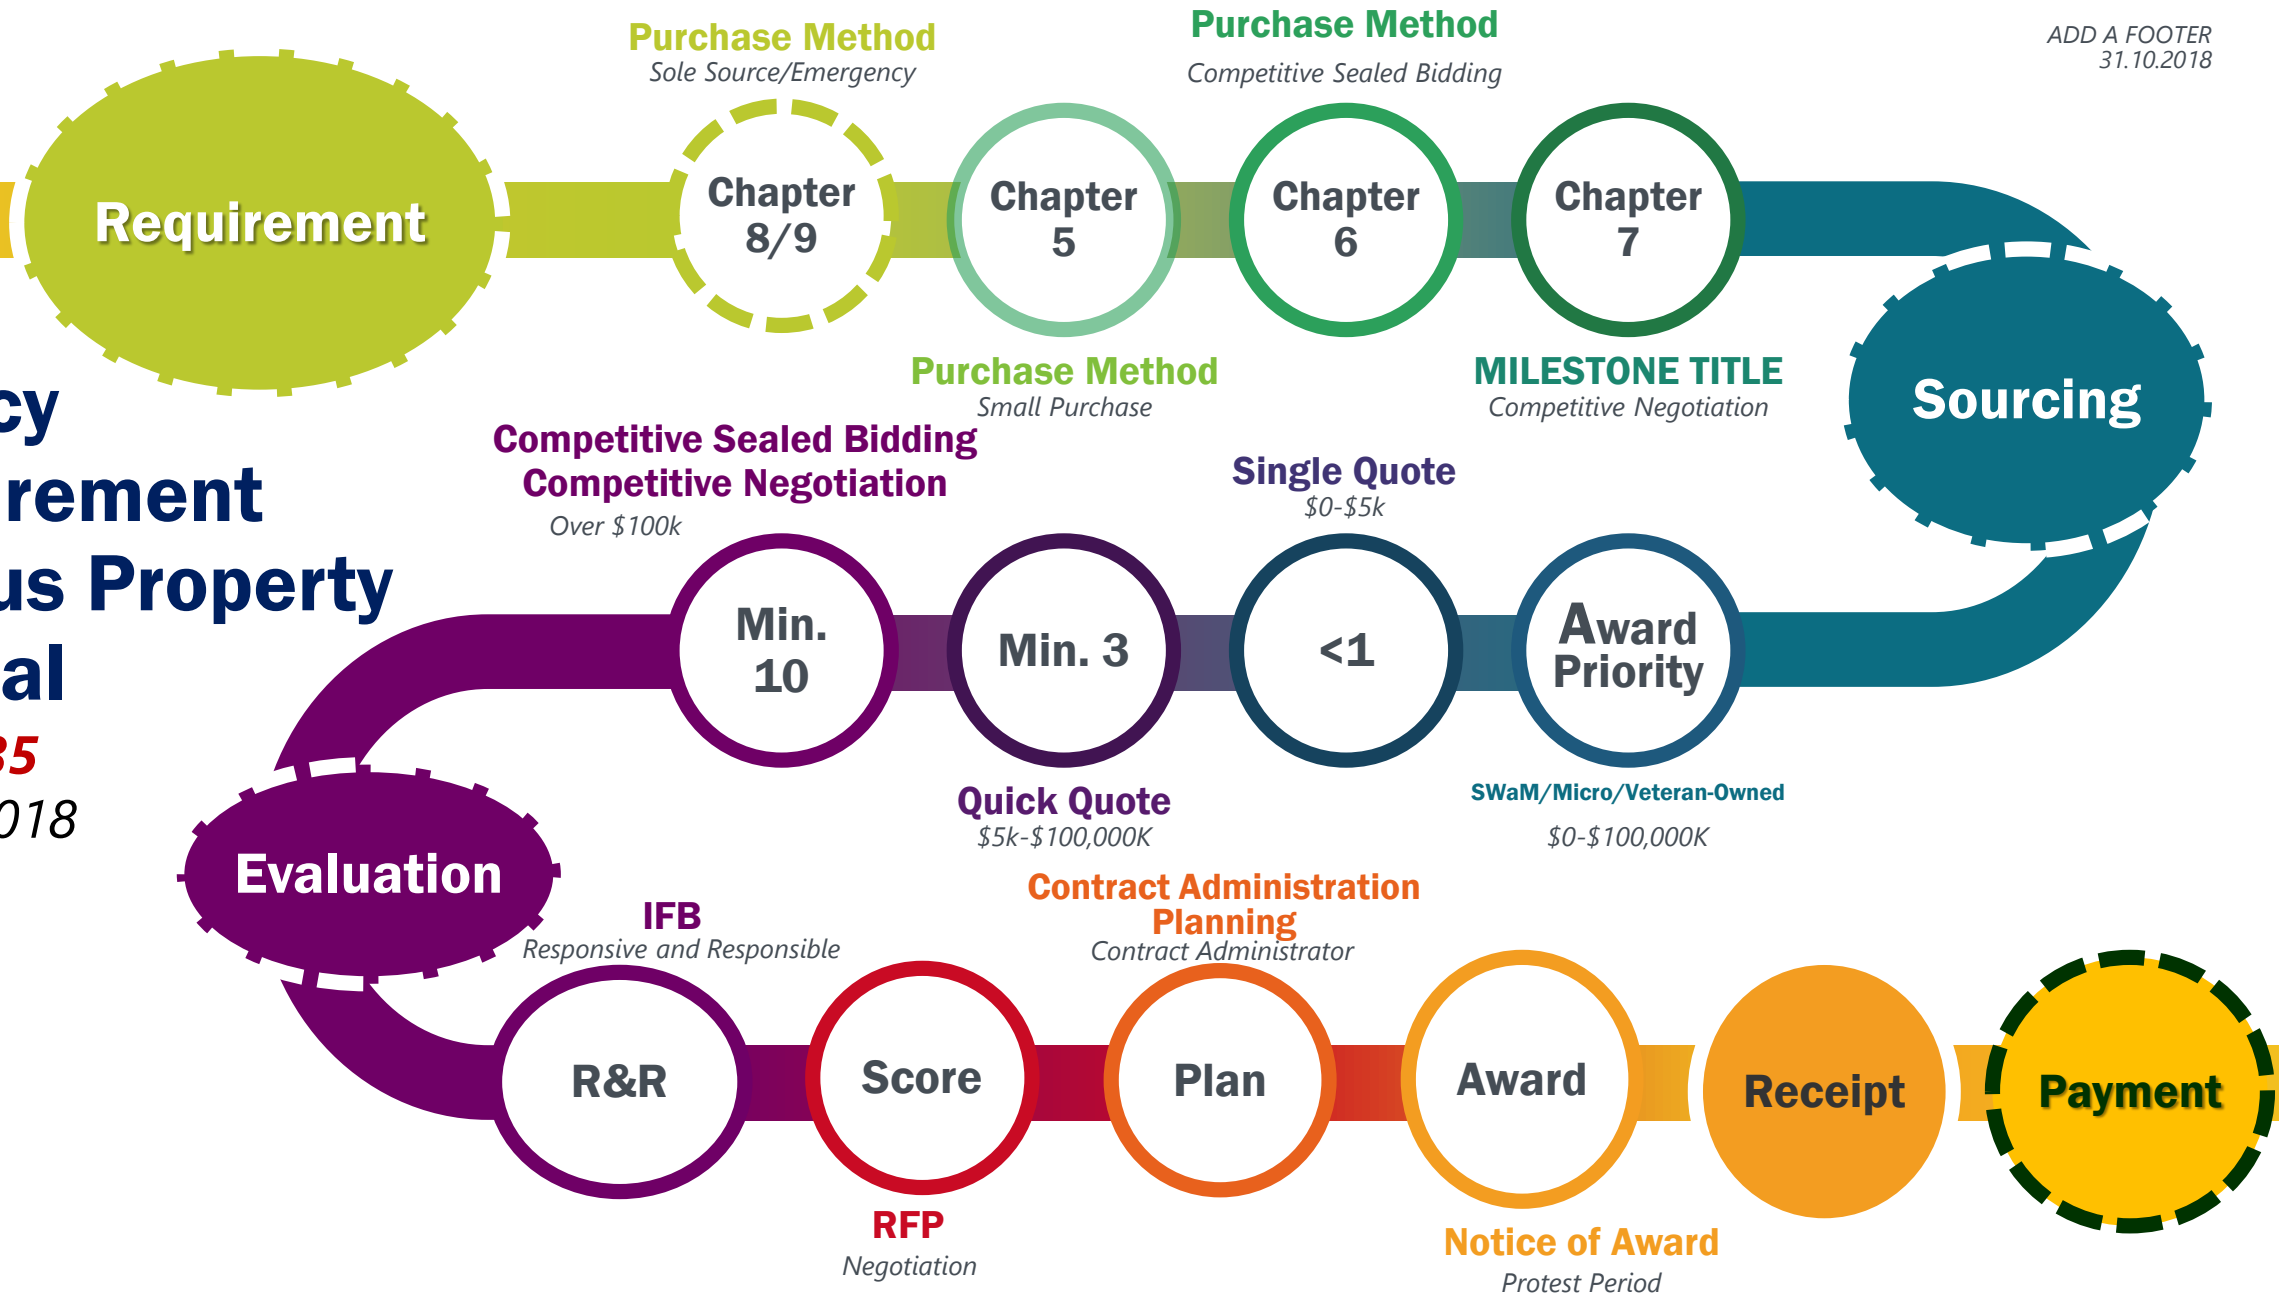 Purchase Method
Sole Source/Emergency
Purchase Method
Competitive Sealed Bidding
ADD A FOOTER
31.10.2018
Requirement
Chapter
8/9
Chapter
5
Chapter
6
Chapter
7
Purchase Method
Small Purchase
MILESTONE TITLE
Competitive Negotiation
Sourcing
cy
rement
us Property
al
35
018
Competitive Sealed Bidding
Competitive Negotiation
Over $100k
Single Quote
$0-$5k
Min.
10
Min. 3
<1
Award
Priority
Quick Quote
$5k-$100,000K
SWaM/Micro/Veteran-Owned
$0-$100,000K
Evaluation
IFB
Responsive and Responsible
Contract Administration
Planning
Contract Administrator
R&R
Score
Plan
Award
Receipt
Payment
RFP
Negotiation
Notice of Award
Protest Period